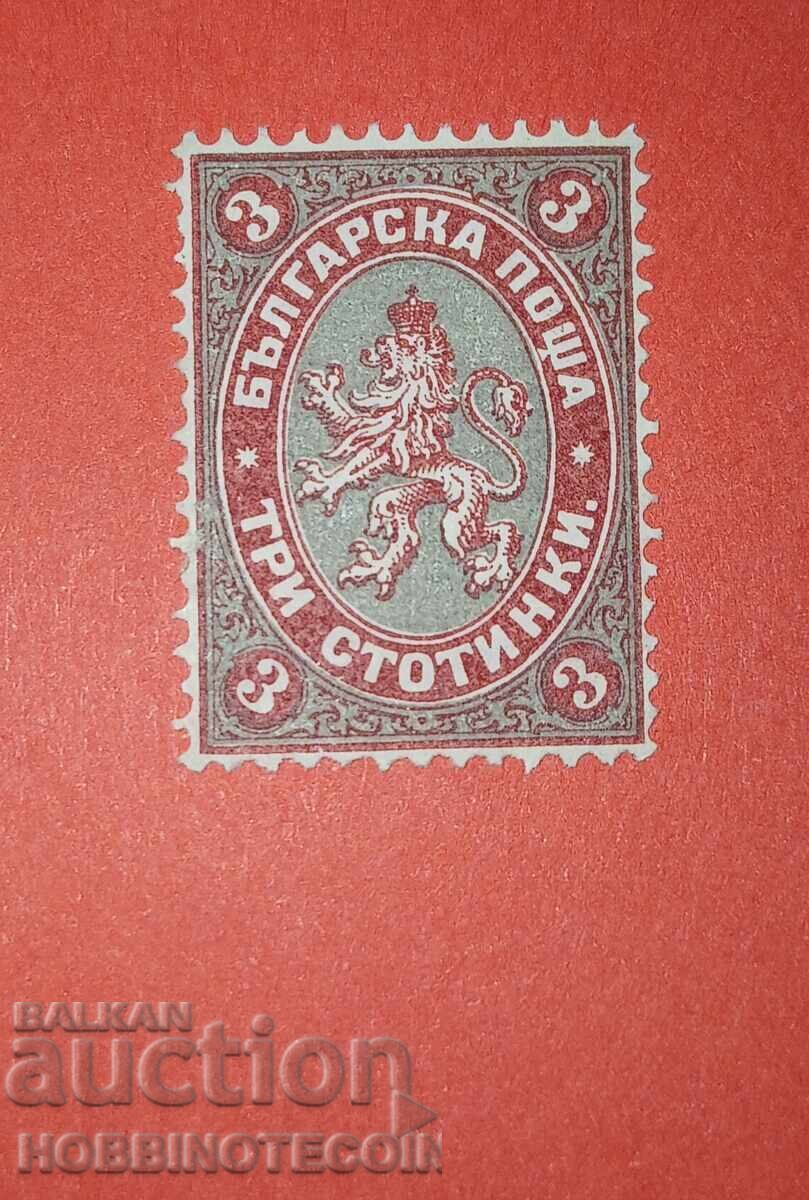 3 3
БЪЛГАРСКА ПОЩА
ТРИ СТОТИНКИ.
3 3
BALKAN
auction
HOBBINOTECOIN